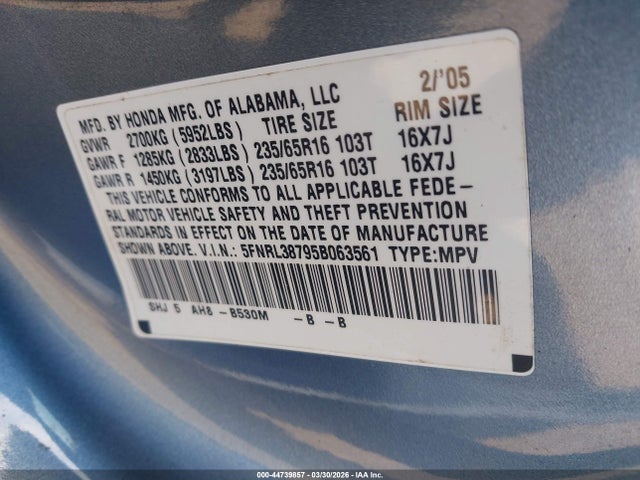 MFD. BY HONDA MFG. OF ALABAMA, LLC 2/'05
GVWR 2700KG (5952LBS) TIRE SIZE RIM SIZE
GAWR F 1285KG (2833LBS) 235/65R16 103T 16X7J
GAWR R 1450KG (3197LBS) 235/65R16 103T 16X7J
THIS VEHICLE CONFORMS TO ALL APPLICABLE FEDE-
RAL MOTOR VEHICLE SAFETY AND THEFT PREVENTION
STANDARDS IN EFFECT ON THE DATE OF MANUFACTURE
SHOWN ABOVE. V.I.N.: 5FNRL38795B063561 TYPE:MPV
SHJ 5 AH8 - B530M - B - B
000-44739857 - 03/30/2026 - IAA Inc.